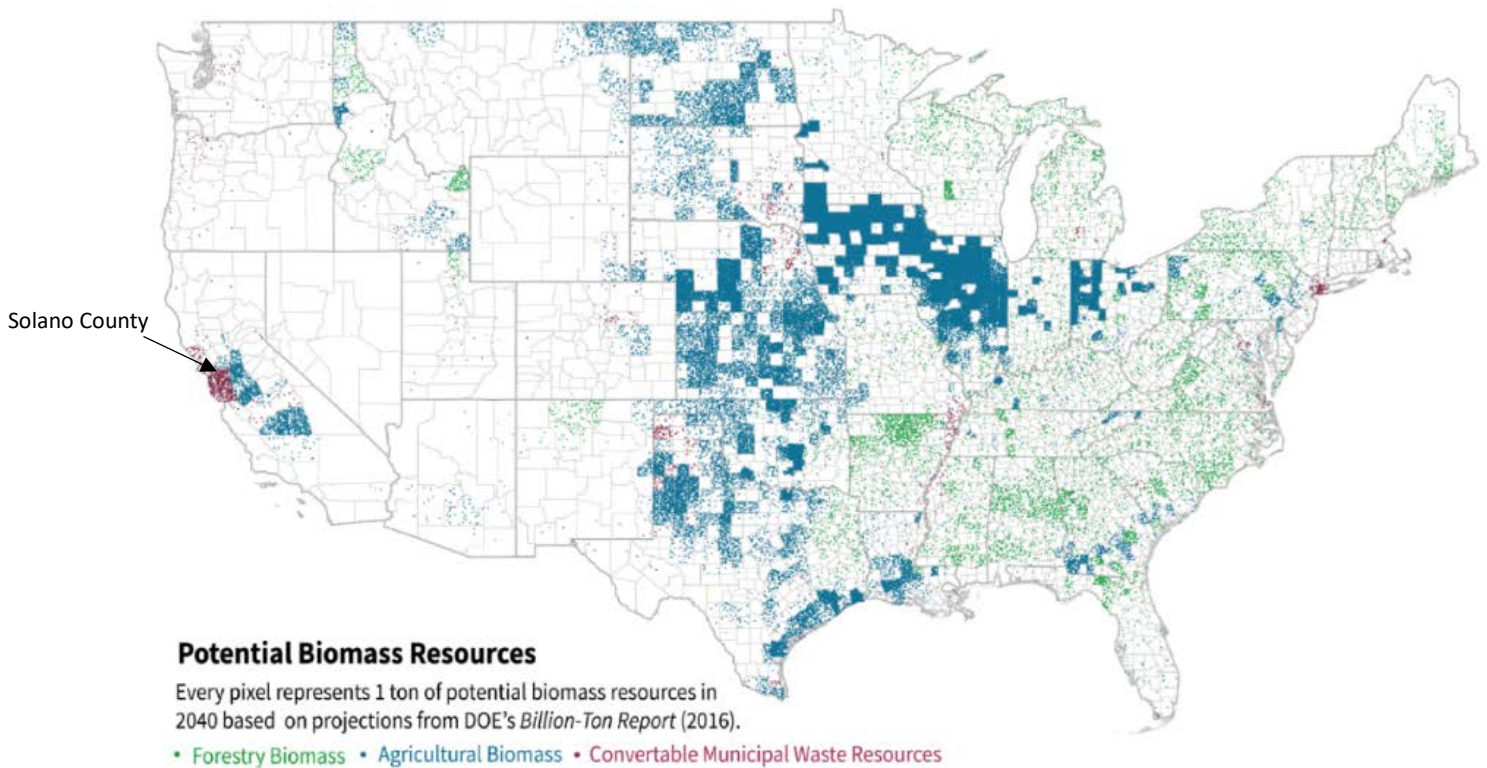 Solano County
Potential Biomass Resources
Every pixel represents 1 ton of potential biomass resources in
2040 based on projections from DOE's Billion-Ton Report (2016).
• Forestry Biomass • Agricultural Biomass • Convertable Municipal Waste Resources